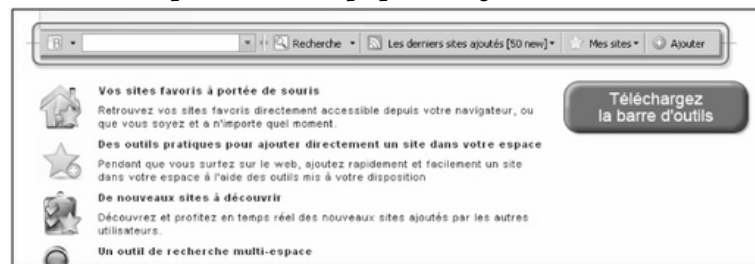 B Recherche Les derniers sites ajoutés [50 new] Mes sites Ajouter
Vos sites favoris à portée de souris
Retrouvez vos sites favoris directement accessible depuis votre navigateur, ou
que vous soyez et a n'importe quel moment.
Des outils pratiques pour ajouter directement un site dans votre espace
Pendant que vous surfez sur le web, ajoutez rapidement et facilement un site
dans votre espace á l'aide des outils mis à votre disposition
De nouveaux sites à découvrir
Découvrez et profitez en temps réel des nouveaux sites ajoutés par les autres
utilisateurs.
Un outil de recherche multi-espace
Téléchargez
la barre d'outils